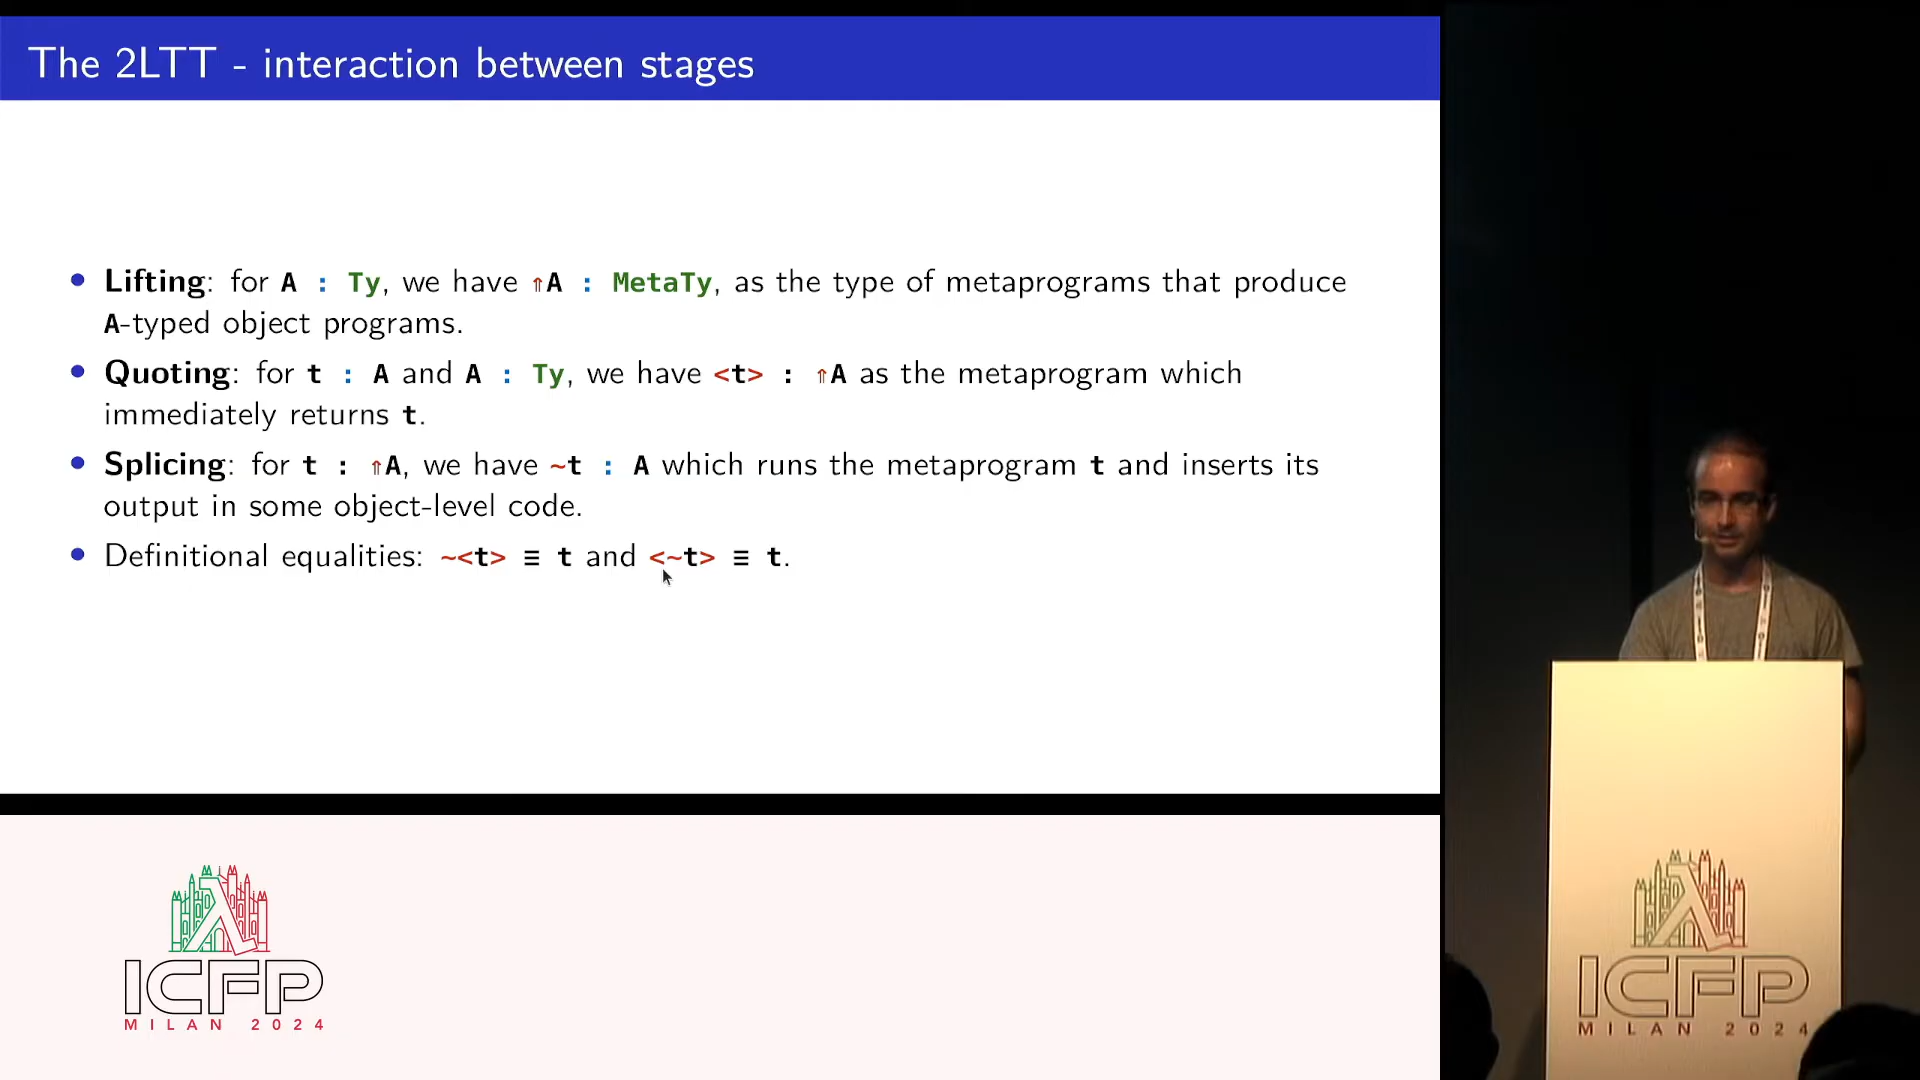 The 2LTT - interaction between stages
• Lifting: for A : Ty, we have ⇑A : MetaTy, as the type of metaprograms that produce
A-typed object programs.
• Quoting: for t : A and A : Ty, we have <t> : ⇑A as the metaprogram which
immediately returns t.
• Splicing: for t : ⇑A, we have ~t : A which runs the metaprogram t and inserts its
output in some object-level code.
• Definitional equalities: ~<t> ≡ t and <~t> ≡ t.
ICFP
MILAN 2024
ICFP
MILAN 2024